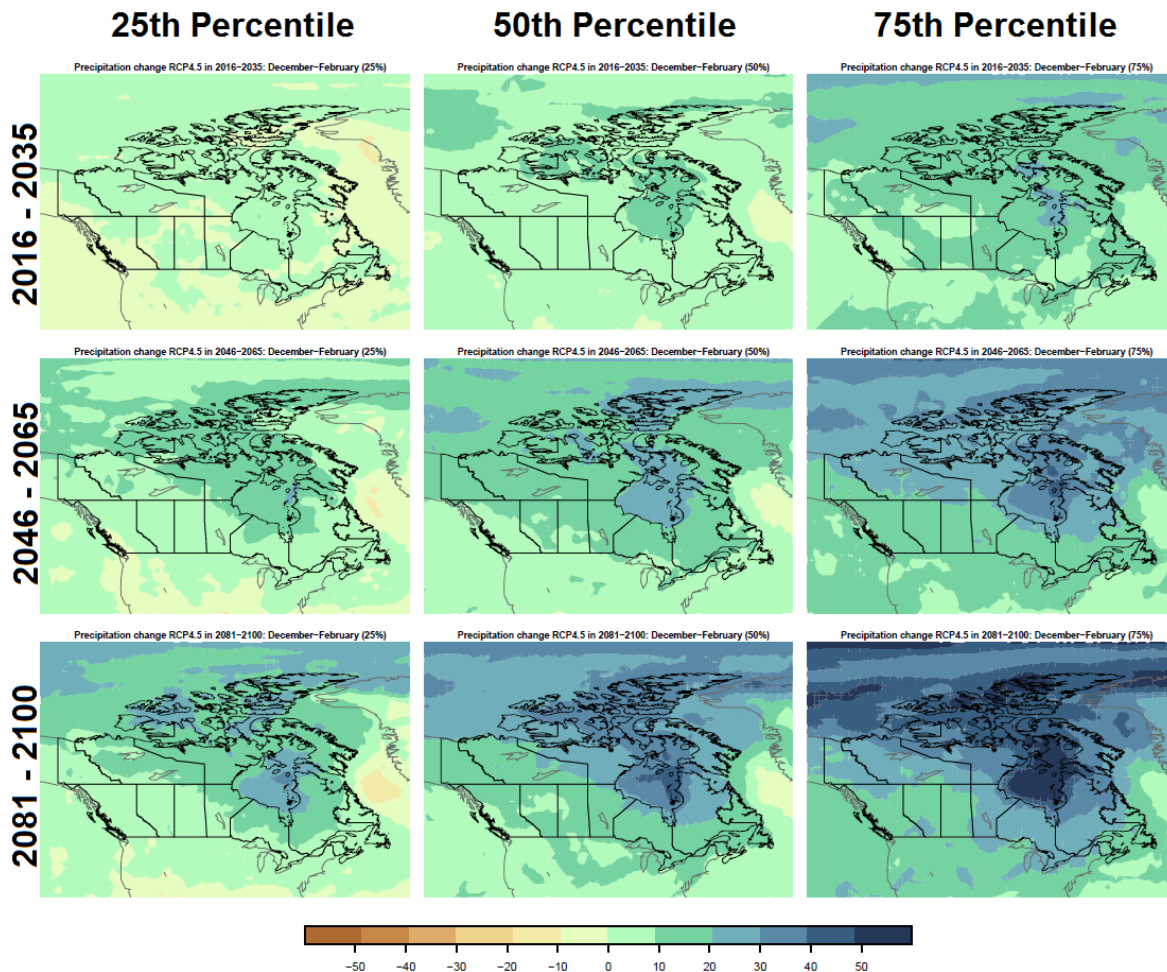 25th Percentile
50th Percentile
75th Percentile
2016 - 2035
Precipitation change RCP4.5 in 2016−2035: December−February (25%)
Precipitation change RCP4.5 in 2016−2035: December−February (50%)
Precipitation change RCP4.5 in 2016−2035: December−February (75%)
2046 - 2065
Precipitation change RCP4.5 in 2046−2065: December−February (25%)
Precipitation change RCP4.5 in 2046−2065: December−February (50%)
Precipitation change RCP4.5 in 2046−2065: December−February (75%)
2081 - 2100
Precipitation change RCP4.5 in 2081−2100: December−February (25%)
Precipitation change RCP4.5 in 2081−2100: December−February (50%)
Precipitation change RCP4.5 in 2081−2100: December−February (75%)
−50 −40 −30 −20 −10 0 10 20 30 40 50